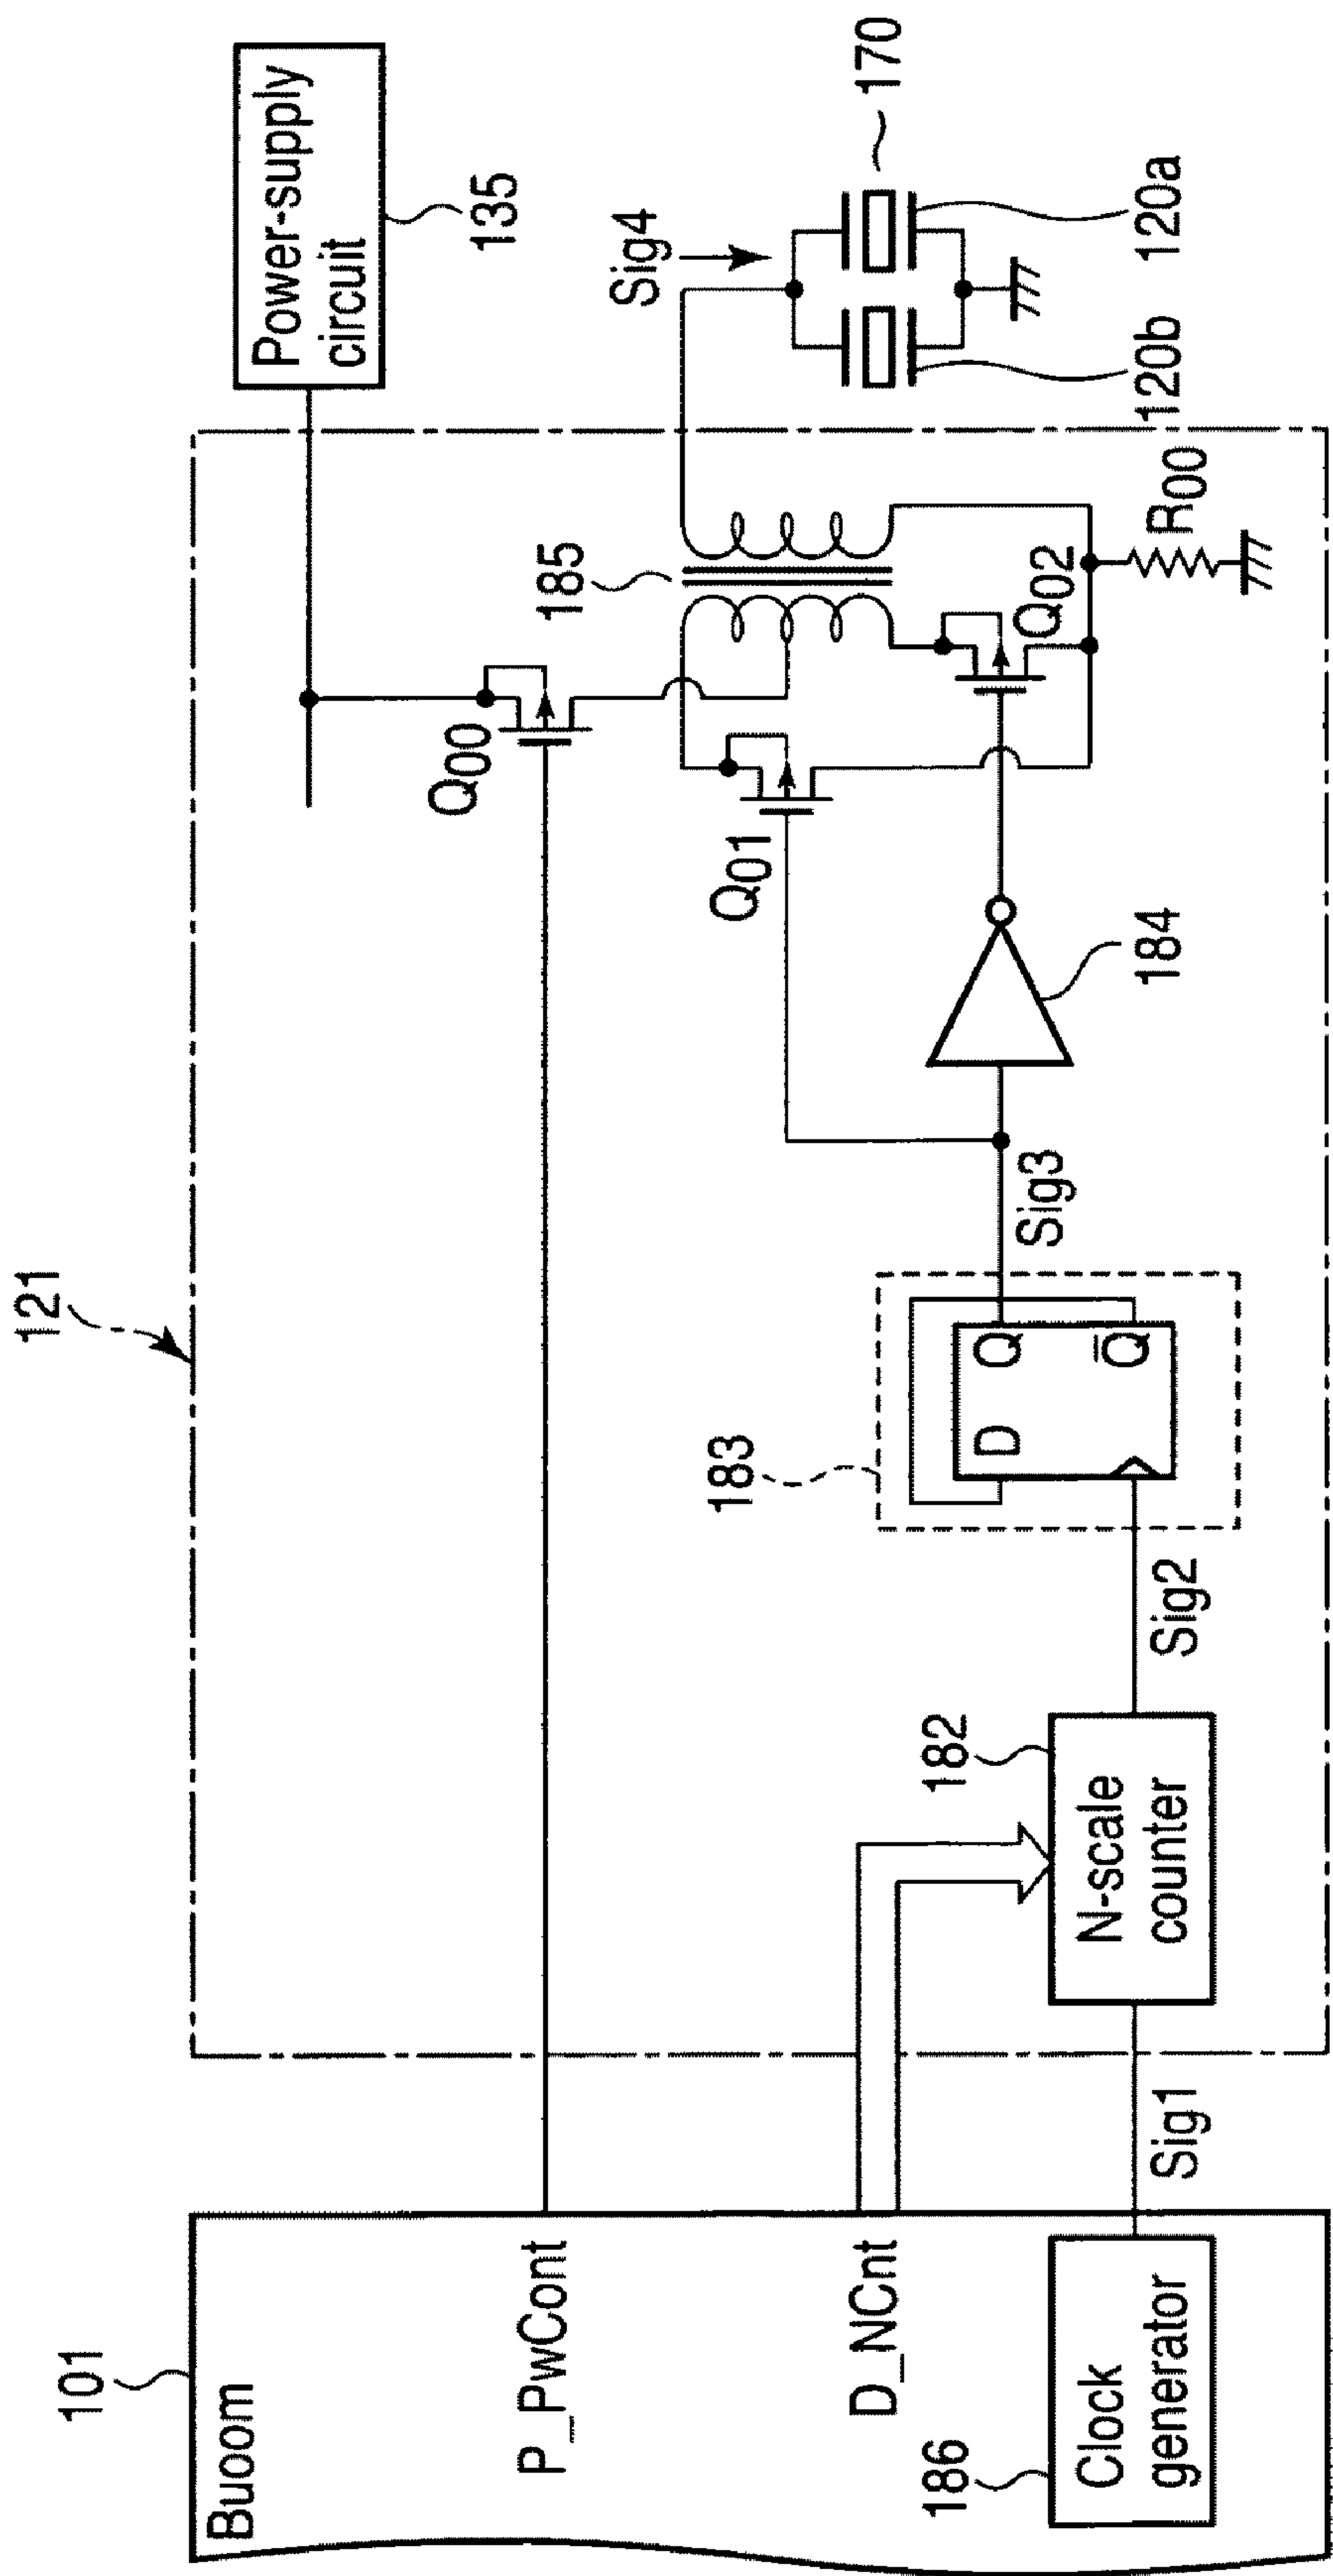 121
101
Buoom
P_PwCont
D_NCnt
186
Clock
generator
Sig1
182
N-scale
counter
Sig2
183
D
Q
Q̅
Sig3
184
Q01
Q00
185
Q02
R00
Power-supply
circuit
135
Sig4
170
120b
120a